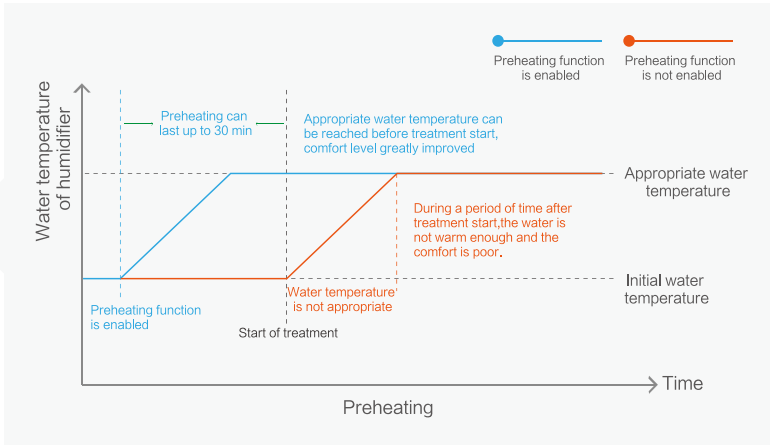 Preheating function
is enabled
Preheating function
is not enabled
Water temperature
of humidifier
Preheating can
last up to 30 min
Appropriate water temperature can
be reached before treatment start,
comfort level greatly improved
Appropriate water
temperature
During a period of time after
treatment start,the water is
not warm enough and the
comfort is poor.
Initial water
temperature
Water temperature
is not appropriate
Preheating function
is enabled
Start of treatment
Time
Preheating